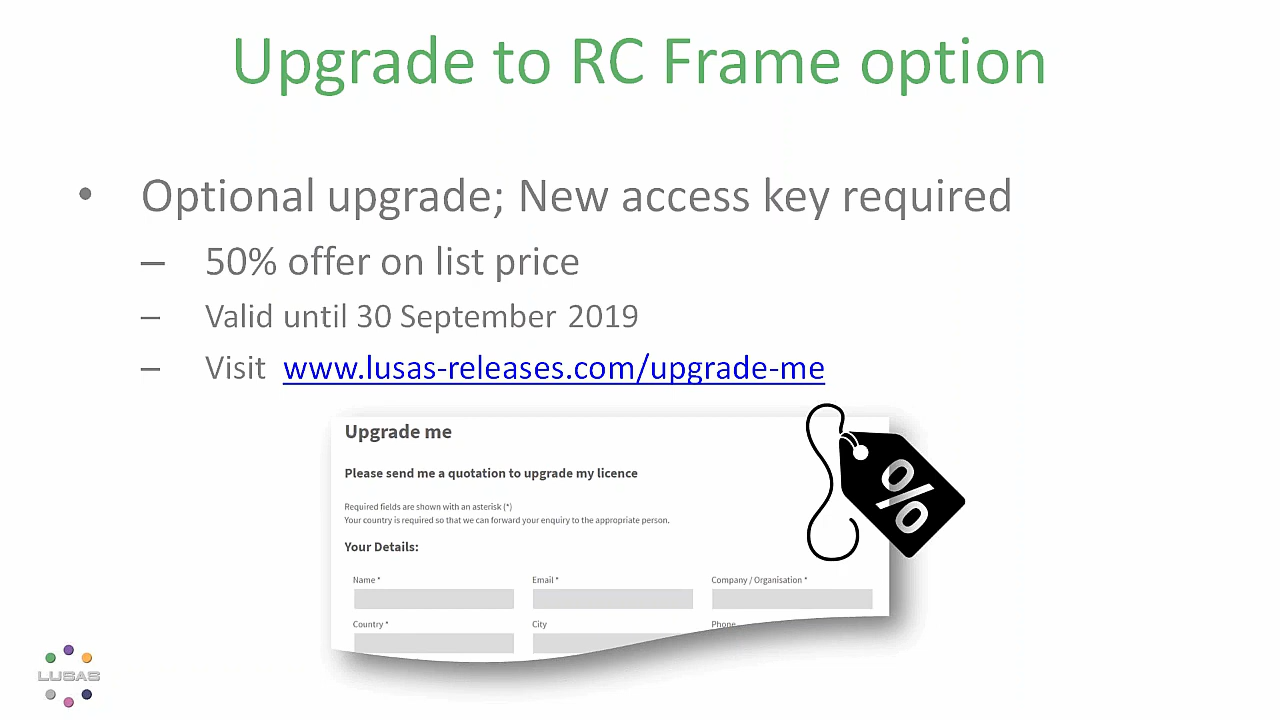 Upgrade to RC Frame option
• Optional upgrade; New access key required
– 50% offer on list price
– Valid until 30 September 2019
– Visit www.lusas-releases.com/upgrade-me
Upgrade me
Please send me a quotation to upgrade my licence
Required fields are shown with an asterisk (*)
Your country is required so that we can forward your enquiry to the appropriate person.
Your Details:
Name * Email * Company / Organisation *
Country * City Phone
%
LUSAS